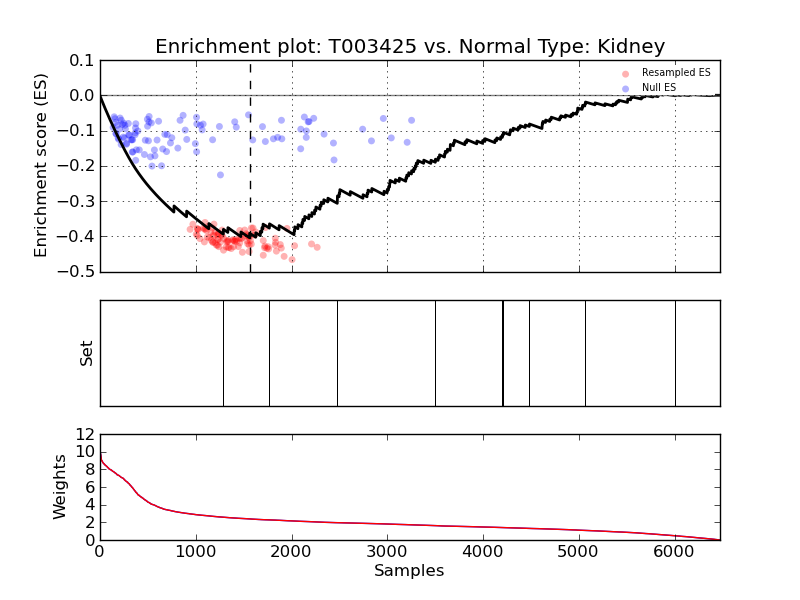 Enrichment plot: T003425 vs. Normal Type: Kidney
Enrichment score (ES)
0.1
0.0
−0.1
−0.2
−0.3
−0.4
−0.5
Resampled ES
Null ES
Set
Weights
12
10
8
6
4
2
0
0 1000 2000 3000 4000 5000 6000
Samples